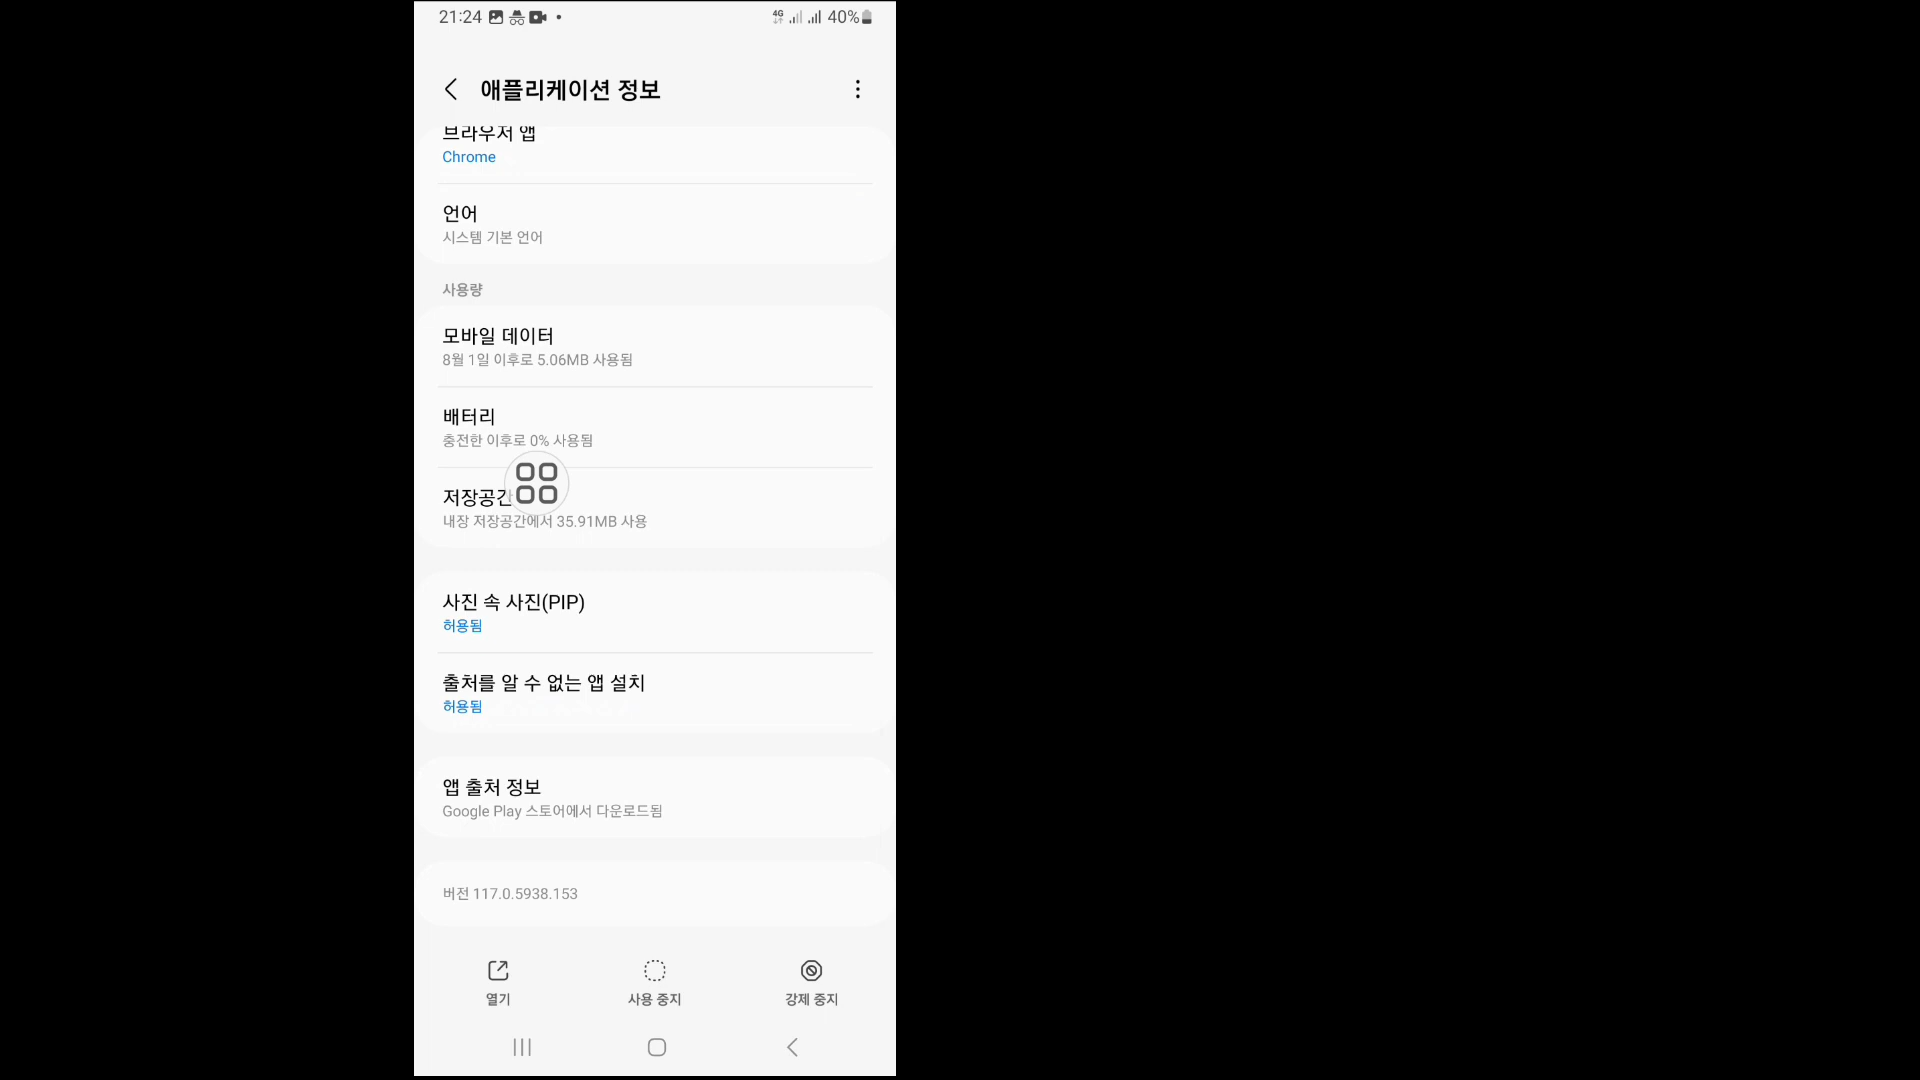 21:24
4G
40%
애플리케이션 정보
브라우저 앱
Chrome
언어
시스템 기본 언어
사용량
모바일 데이터
8월 1일 이후로 5.06MB 사용됨
배터리
충전한 이후로 0% 사용됨
저장공간
내장 저장공간에서 35.91MB 사용
사진 속 사진(PIP)
허용됨
출처를 알 수 없는 앱 설치
허용됨
앱 출처 정보
Google Play 스토어에서 다운로드됨
버전 117.0.5938.153
열기
사용 중지
강제 중지